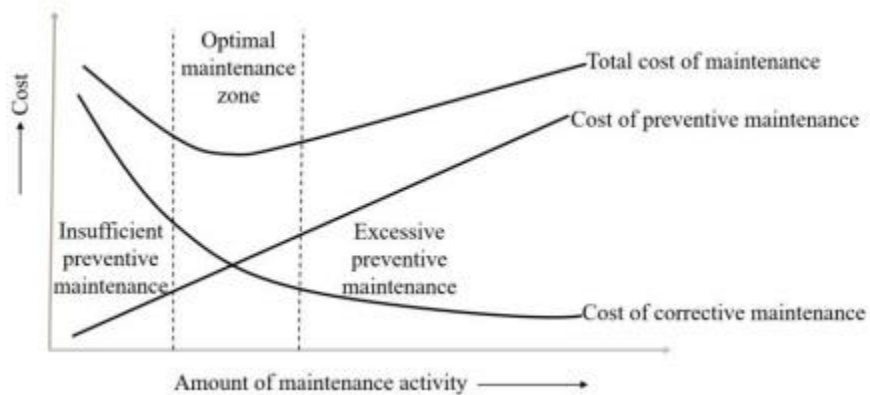 Optimal
maintenance
zone
Total cost of maintenance
Cost
Cost of preventive maintenance
Insufficient
preventive
maintenance
Excessive
preventive
maintenance
Cost of corrective maintenance
Amount of maintenance activity